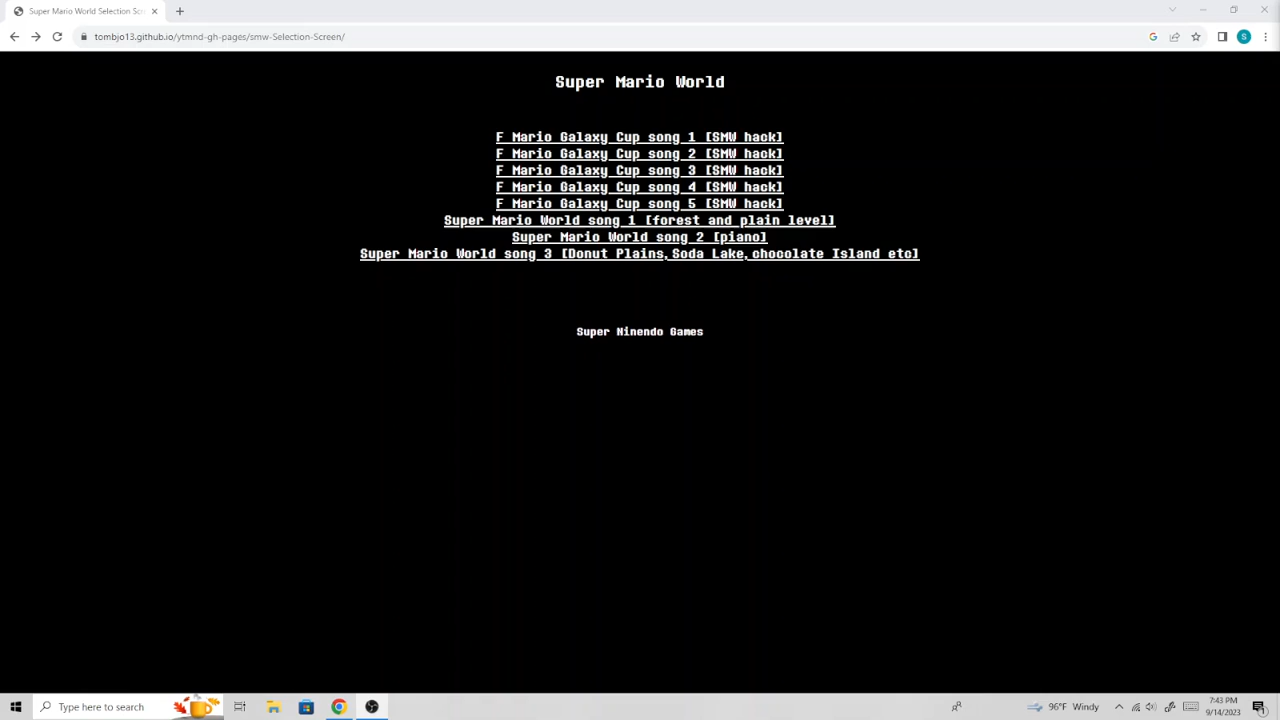 Super Mario World Selection Scr
tombjo13.github.io/ytmnd-gh-pages/smw-Selection-Screen/
G
S
Super Mario World
F Mario Galaxy Cup song 1 [SMW hack]
F Mario Galaxy Cup song 2 [SMW hack]
F Mario Galaxy Cup song 3 [SMW hack]
F Mario Galaxy Cup song 4 [SMW hack]
F Mario Galaxy Cup song 5 [SMW hack]
Super Mario World song 1 [forest and plain level]
Super Mario World song 2 [piano]
Super Mario World song 3 [Donut Plains,Soda Lake,chocolate Island etc]
Super Ninendo Games
Type here to search
96°F Windy
7:43 PM
9/14/2023
1